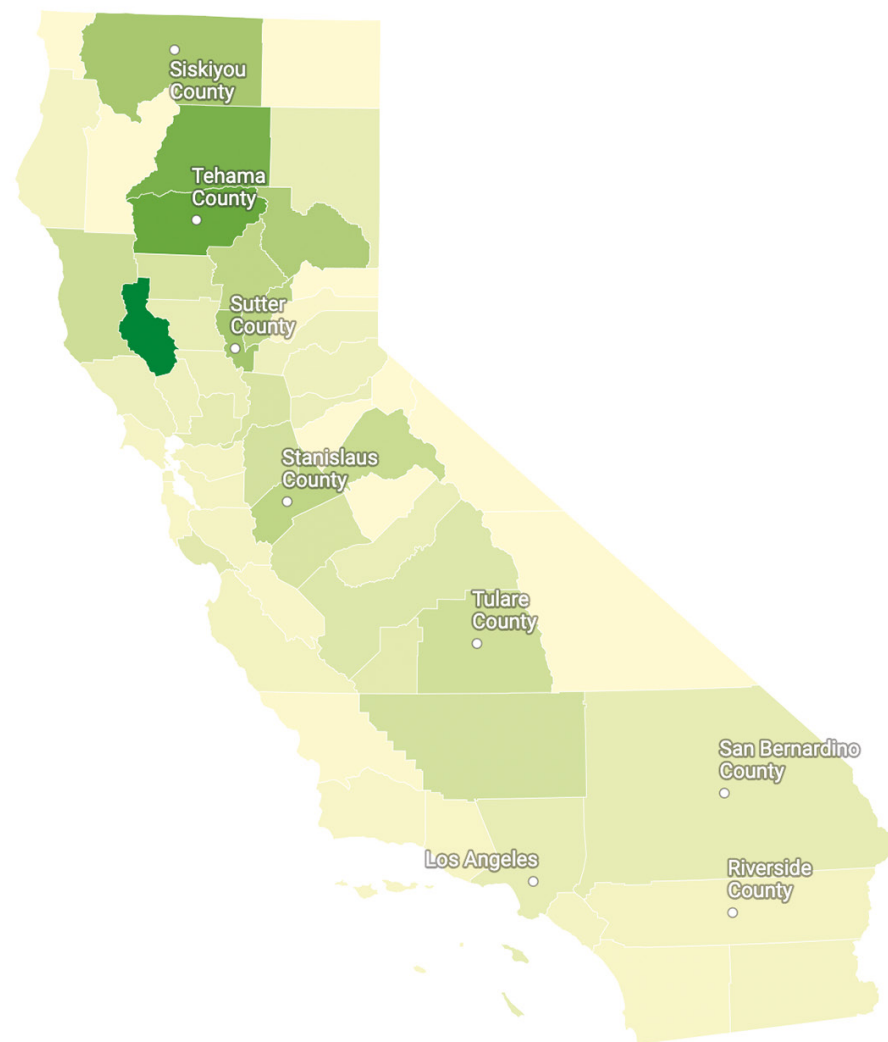 Siskiyou
County
Tehama
County
Sutter
County
Stanislaus
County
Tulare
County
San Bernardino
County
Los Angeles
Riverside
County